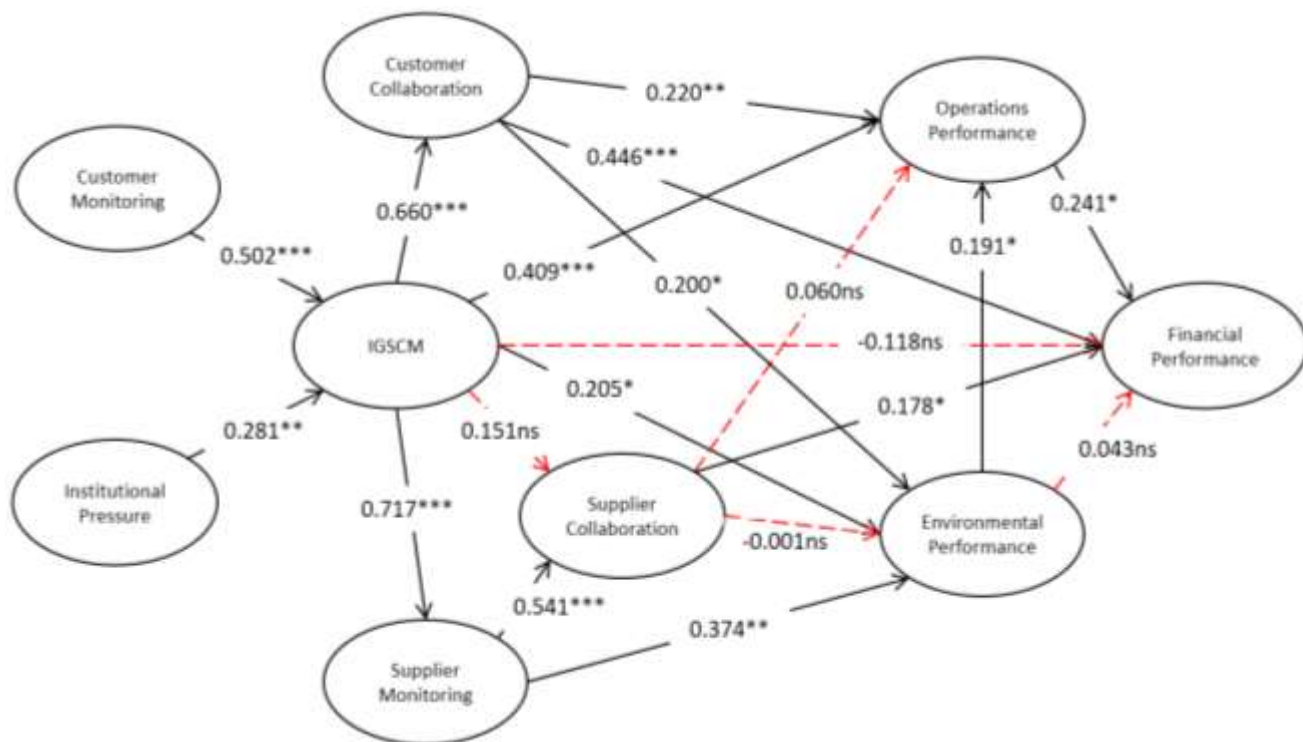 Customer
Collaboration
0.220**
Operations
Performance
0.446***
Customer
Monitoring
0.660***
0.241*
0.502***
0.191*
0.409***
0.200*
0.060ns
IGSCM
-0.118ns
Financial
Performance
0.205*
0.178*
0.281**
0.151ns
0.043ns
Institutional
Pressure
0.717***
Supplier
Collaboration
Environmental
Performance
-0.001ns
0.541***
0.374**
Supplier
Monitoring